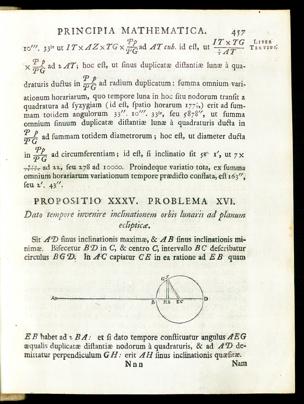 PRINCIPIA MATHEMATICA. 457
LIBER
TERTIUS.
10'''. 33iv ut IT × AZ × TG × Pp/PG ad AT cub. id est, ut IT × TG/½ AT
× Pp/PG ad 2 AT; hoc est, ut sinus duplicatæ distantiæ lunæ à qua-
dratura ductus in Pp/PG ad radium duplicatum: summa omnium vari-
ationum horariarum, quo tempore luna in hoc situ nodorum transit a
quadratura ad syzygiam (id est, spatio horarum 177⅙,) erit ad sum-
mam totidem angulorum 33''. 10'''. 33iv, seu 5878'', ut summa
omnium sinuum duplicatæ distantiæ lunæ à quadratura ducta in
Pp/PG ad summam totidem diametrorum; hoc est, ut diameter ducta
in Pp/PG ad circumferentiam; id est, si inclinatio sit 5gr 1', ut 7 ×
ad 22, seu 278 ad 10000. Proindeque variatio tota, ex summa
omnium horariarum variationum tempore prædicto conflata, est 163'',
seu 2'. 43''.
PROPOSITIO XXXV. PROBLEMA XVI.
Dato tempore invenire inclinationem orbis lunaris ad planum
eclipticæ.
Sit AD sinus inclinationis maximæ, & AB sinus inclinationis mi-
nimæ. Bisecetur BD in C, & centro C, intervallo BC describatur
circulus BGD. In AC capiatur CE in ea ratione ad EB quam
G
A B H E C D
EB habet ad 2 BA: et si dato tempore constituatur angulus AEG
æqualis duplicatæ distantiæ nodorum à quadraturis, & ad AD de-
mittatur perpendiculum GH: erit AH sinus inclinationis quæsitæ.
Nnn Nam